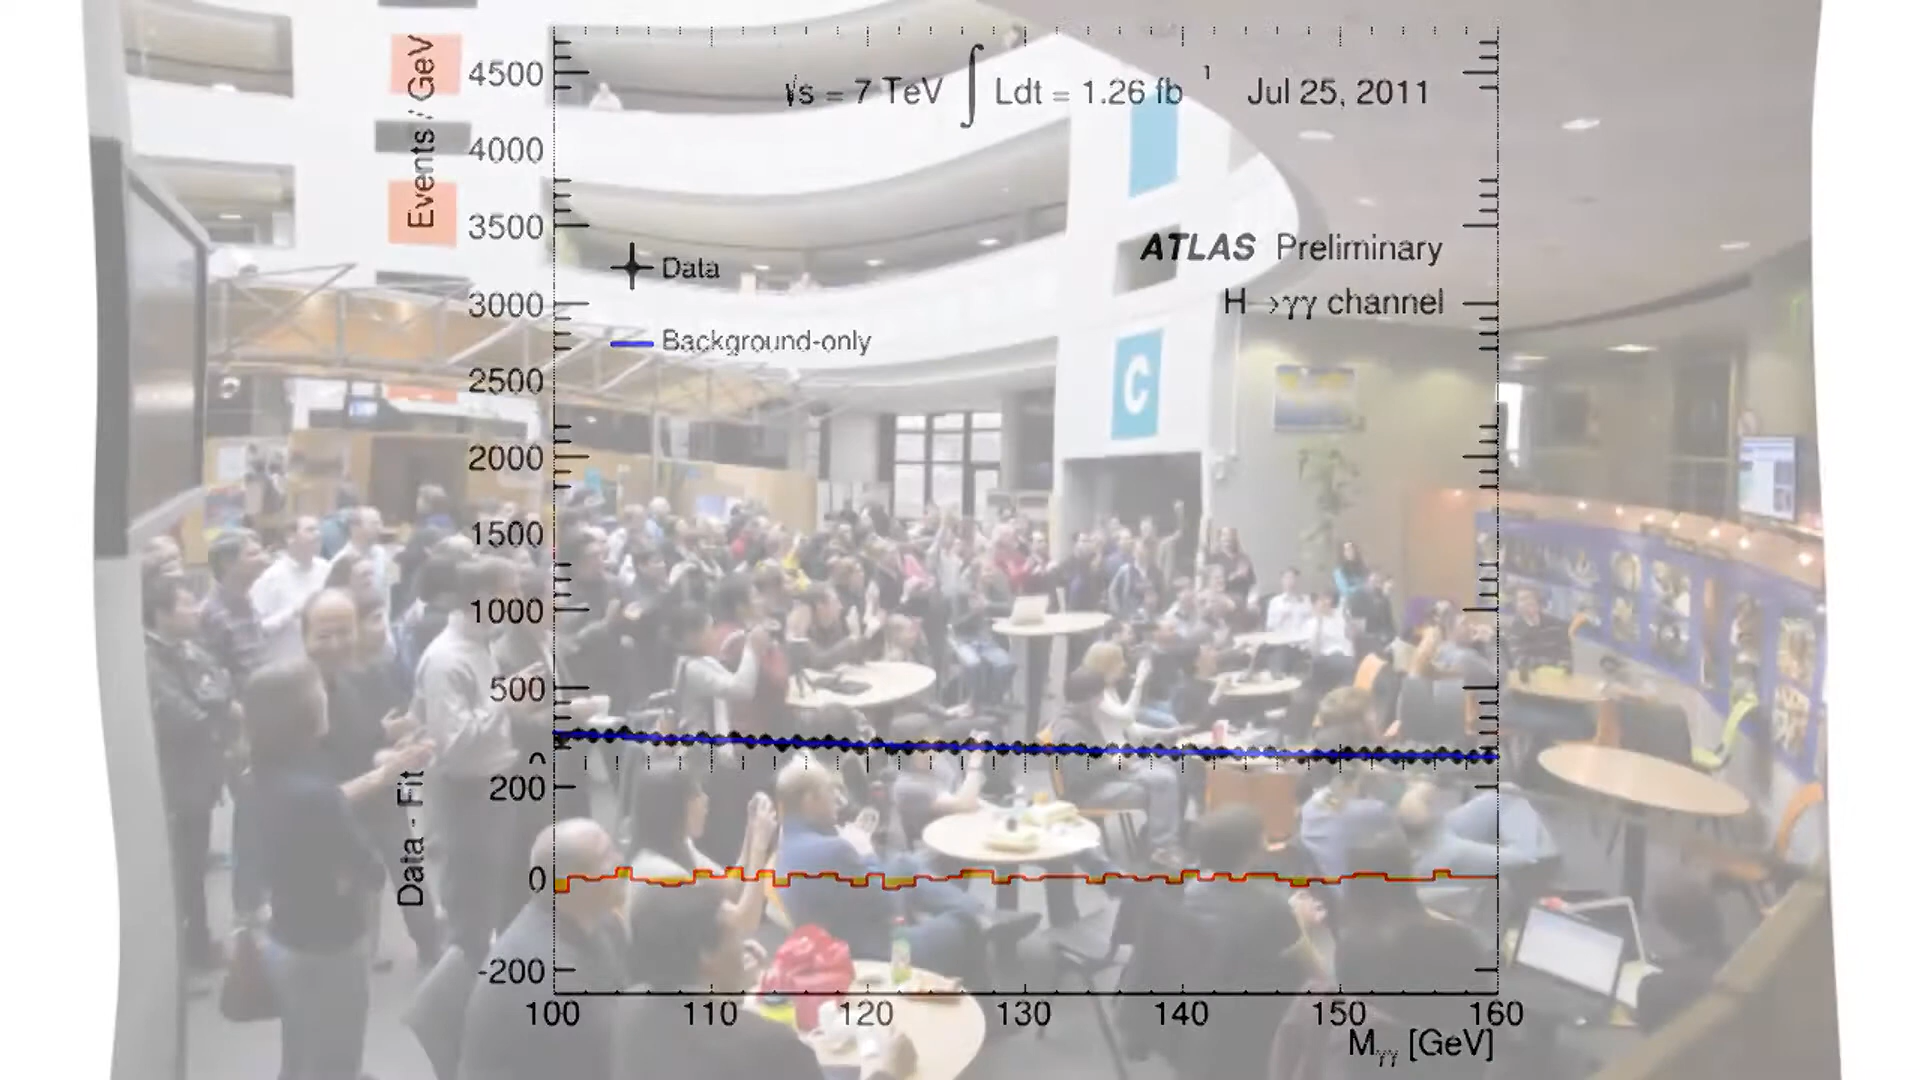 √s = 7 TeV ∫ Ldt = 1.26 fb ¹ Jul 25, 2011
ATLAS Preliminary
H→γγ channel
Data
Background-only
C
Events / GeV
4500
4000
3500
3000
2500
2000
1500
1000
500
0
Data - Fit
200
0
-200
100 110 120 130 140 150 160
Mγγ [GeV]